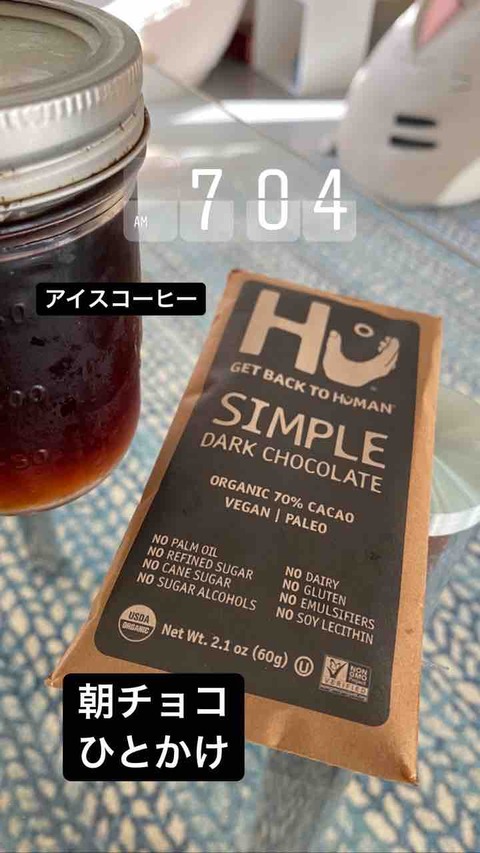 AM 7 04
アイスコーヒー
Hu
GET BACK TO HUMAN
SIMPLE
DARK CHOCOLATE
ORGANIC 70% CACAO
VEGAN | PALEO
NO PALM OIL
NO REFINED SUGAR
NO CANE SUGAR
NO SUGAR ALCOHOLS
NO DAIRY
NO GLUTEN
NO EMULSIFIERS
NO SOY LECITHIN
USDA
ORGANIC
Net Wt. 2.1 oz (60g)
U
NON
GMO
Project
VERIFIED
朝チョコ
ひとかけ